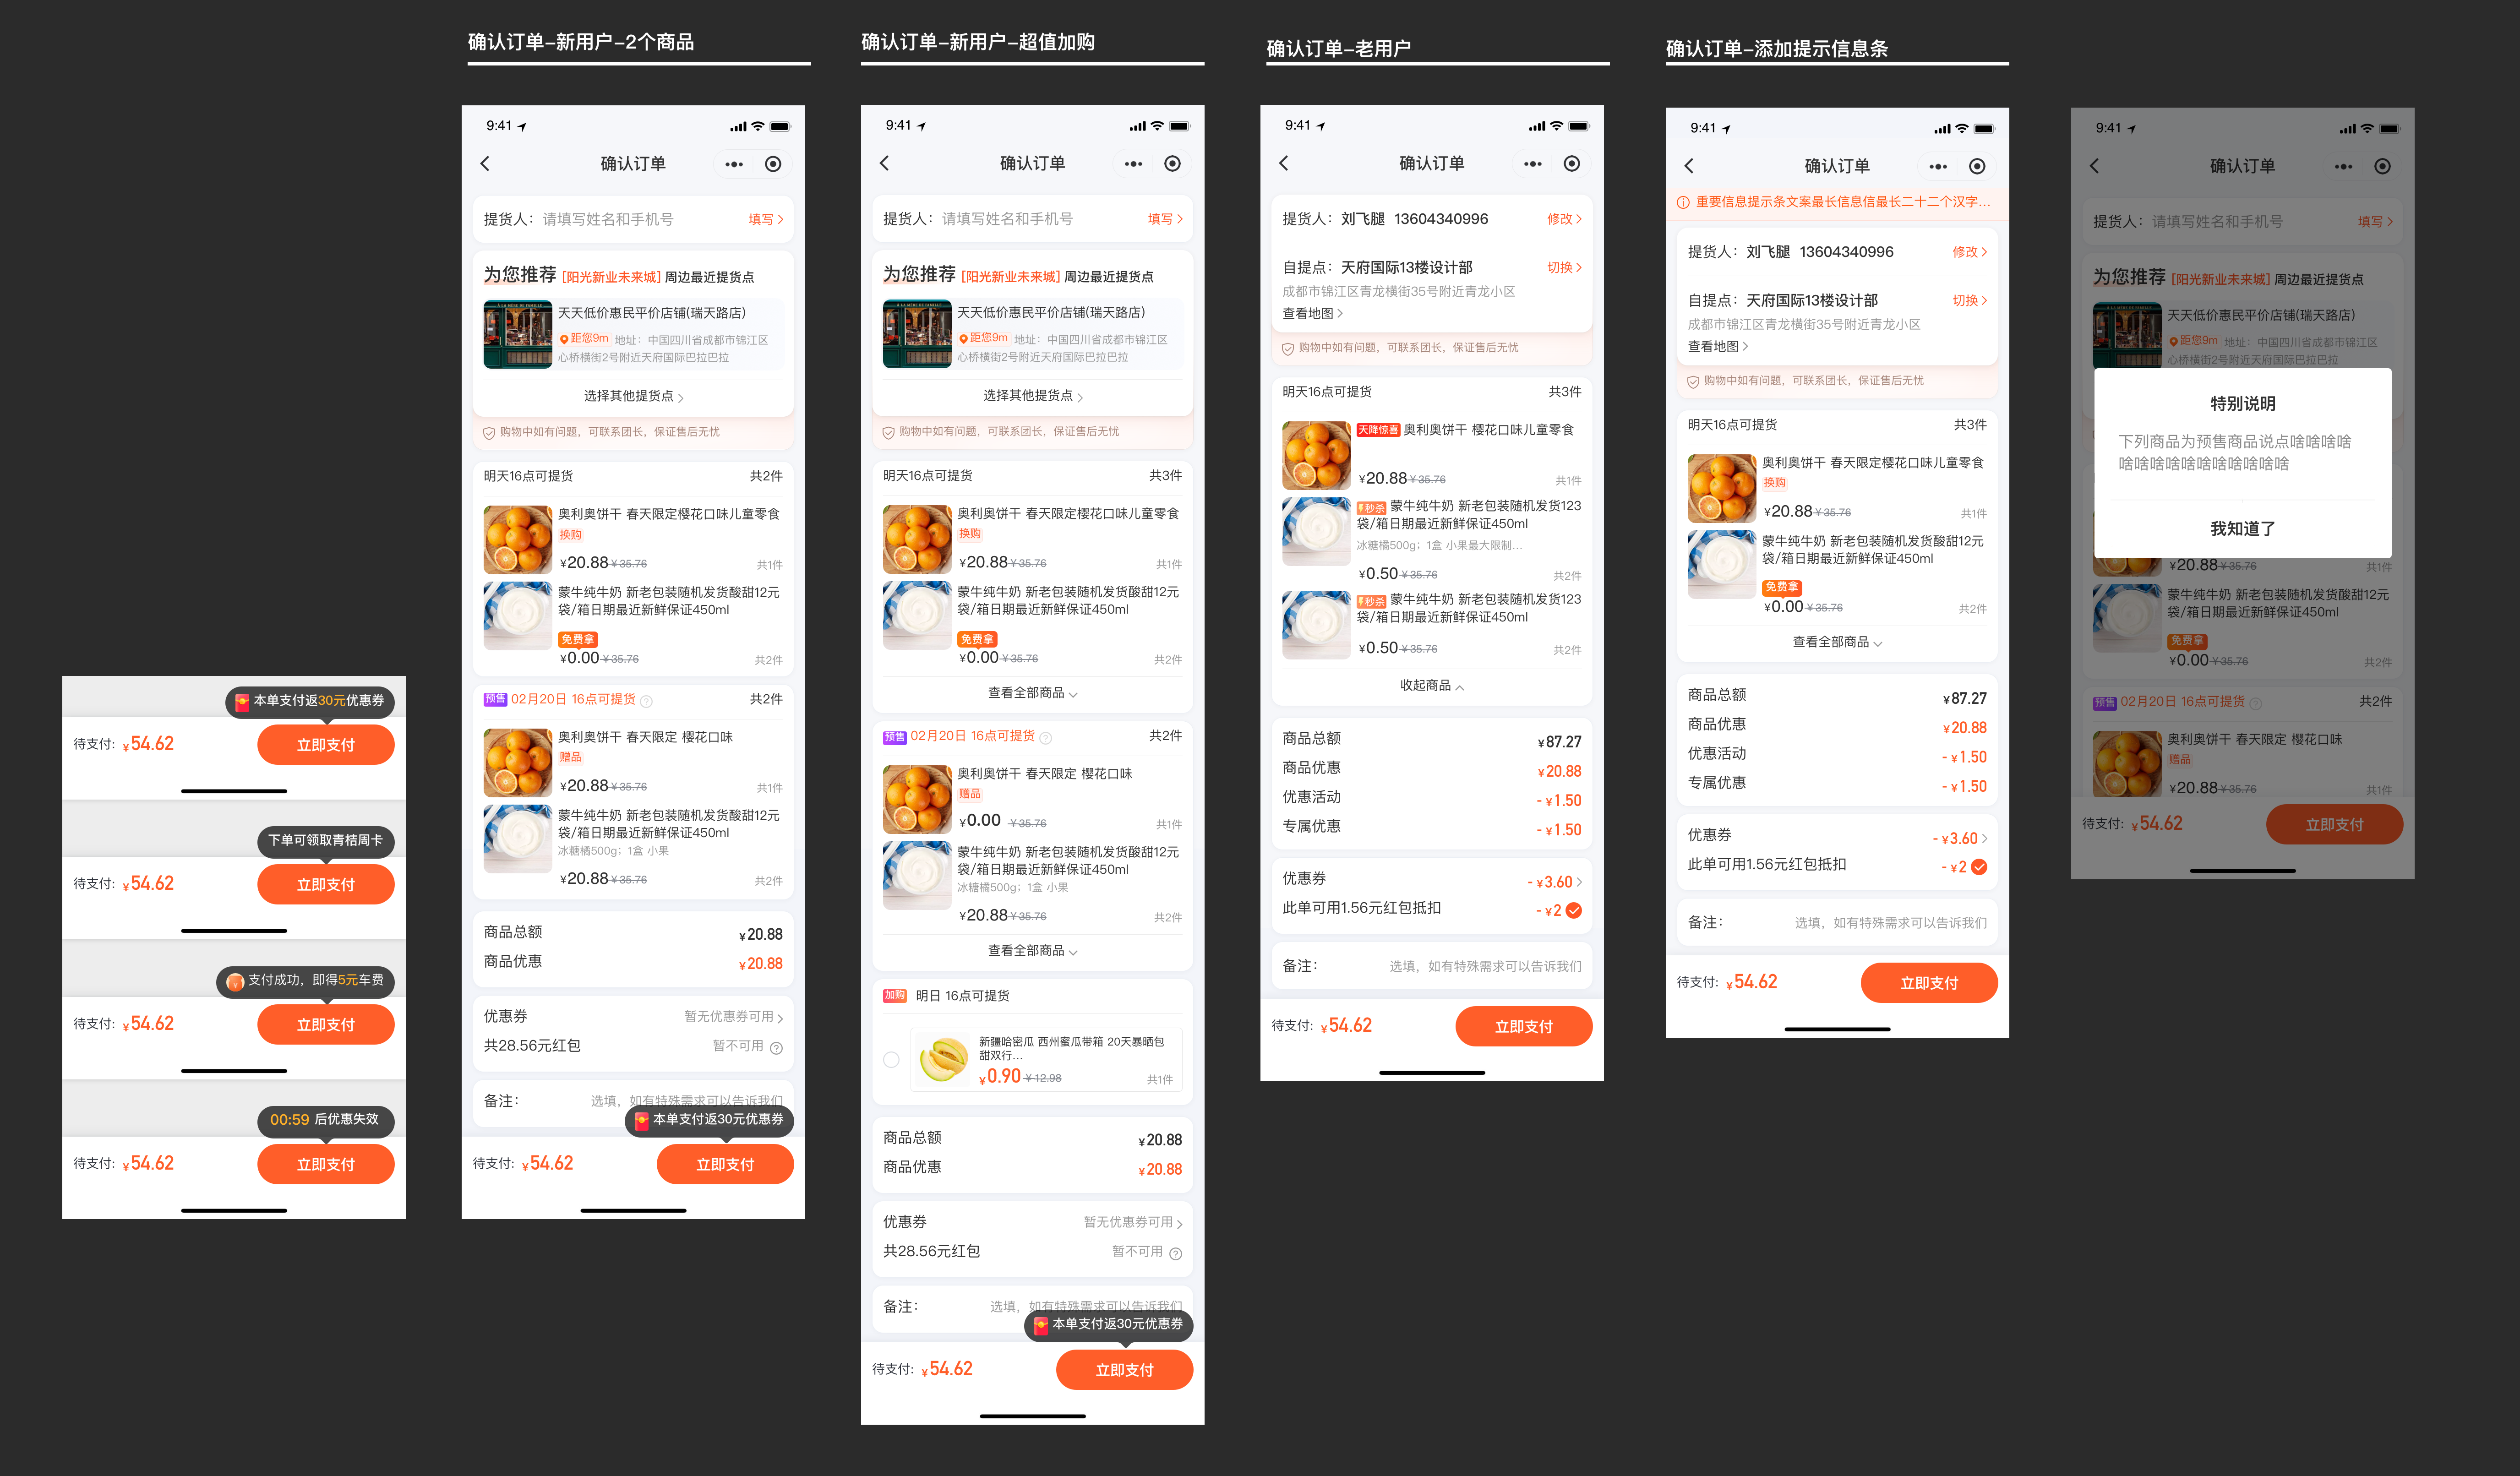 确认订单-新用户-2个商品
确认订单-新用户-超值加购
确认订单-老用户
确认订单-添加提示信息条
本单支付返30元优惠券
待支付: ¥54.62
立即支付
下单可领取青桔周卡
待支付: ¥54.62
立即支付
支付成功，即得5元车费
待支付: ¥54.62
立即支付
00:59 后优惠失效
待支付: ¥54.62
立即支付
9:41
确认订单
提货人：请填写姓名和手机号
填写
为您推荐 [阳光新业未来城] 周边最近提货点
天天低价惠民平价店铺(瑞天路店)
距您9m 地址：中国四川省成都市锦江区
心桥横街2号附近天府国际巴拉巴拉
选择其他提货点
购物中如有问题，可联系团长，保证售后无忧
明天16点可提货
共2件
奥利奥饼干 春天限定樱花口味儿童零食
换购
¥20.88 ¥35.76
共1件
蒙牛纯牛奶 新老包装随机发货酸甜12元
袋/箱日期最近新鲜保证450ml
免费拿
¥0.00 ¥35.76
共2件
预售 02月20日 16点可提货
共2件
奥利奥饼干 春天限定 樱花口味
赠品
¥20.88 ¥35.76
共1件
蒙牛纯牛奶 新老包装随机发货酸甜12元
袋/箱日期最近新鲜保证450ml
冰糖橘500g；1盒 小果
¥20.88 ¥35.76
共2件
商品总额
¥20.88
商品优惠
¥20.88
优惠券
暂无优惠券可用
共28.56元红包
暂不可用
备注：
选填，如有特殊需求可以告诉我们
本单支付返30元优惠券
待支付: ¥54.62
立即支付
9:41
确认订单
提货人：请填写姓名和手机号
填写
为您推荐 [阳光新业未来城] 周边最近提货点
天天低价惠民平价店铺(瑞天路店)
距您9m 地址：中国四川省成都市锦江区
心桥横街2号附近天府国际巴拉巴拉
选择其他提货点
购物中如有问题，可联系团长，保证售后无忧
明天16点可提货
共3件
奥利奥饼干 春天限定樱花口味儿童零食
换购
¥20.88 ¥35.76
共1件
蒙牛纯牛奶 新老包装随机发货酸甜12元
袋/箱日期最近新鲜保证450ml
免费拿
¥0.00 ¥35.76
共2件
查看全部商品
预售 02月20日 16点可提货
共2件
奥利奥饼干 春天限定 樱花口味
赠品
¥0.00 ¥35.76
共1件
蒙牛纯牛奶 新老包装随机发货酸甜12元
袋/箱日期最近新鲜保证450ml
冰糖橘500g；1盒 小果
¥20.88 ¥35.76
共2件
查看全部商品
加购 明日 16点可提货
新疆哈密瓜 西州蜜瓜带箱 20天暴晒包
甜双行...
¥0.90 ¥12.98
共1件
商品总额
¥20.88
商品优惠
¥20.88
优惠券
暂无优惠券可用
共28.56元红包
暂不可用
备注：
选填，如有特殊需求可以告诉我们
本单支付返30元优惠券
待支付: ¥54.62
立即支付
9:41
确认订单
提货人：刘飞腿 13604340996
修改
自提点：天府国际13楼设计部
切换
成都市锦江区青龙横街35号附近青龙小区
查看地图
购物中如有问题，可联系团长，保证售后无忧
明天16点可提货
共3件
天降惊喜 奥利奥饼干 樱花口味儿童零食
¥20.88 ¥35.76
共1件
秒杀 蒙牛纯牛奶 新老包装随机发货123
袋/箱日期最近新鲜保证450ml
冰糖橘500g；1盒 小果最大限制...
¥0.50 ¥35.76
共2件
秒杀 蒙牛纯牛奶 新老包装随机发货123
袋/箱日期最近新鲜保证450ml
¥0.50 ¥35.76
共2件
收起商品
商品总额
¥87.27
商品优惠
¥20.88
优惠活动
- ¥1.50
专属优惠
- ¥1.50
优惠券
- ¥3.60
此单可用1.56元红包抵扣
- ¥2
备注：
选填，如有特殊需求可以告诉我们
待支付: ¥54.62
立即支付
9:41
确认订单
重要信息提示条文案最长信息信最长二十二个汉字...
提货人：刘飞腿 13604340996
修改
自提点：天府国际13楼设计部
切换
成都市锦江区青龙横街35号附近青龙小区
查看地图
购物中如有问题，可联系团长，保证售后无忧
明天16点可提货
共3件
奥利奥饼干 春天限定樱花口味儿童零食
换购
¥20.88 ¥35.76
共1件
蒙牛纯牛奶 新老包装随机发货酸甜12元
袋/箱日期最近新鲜保证450ml
免费拿
¥0.00 ¥35.76
共2件
查看全部商品
商品总额
¥87.27
商品优惠
¥20.88
优惠活动
- ¥1.50
专属优惠
- ¥1.50
优惠券
- ¥3.60
此单可用1.56元红包抵扣
- ¥2
备注：
选填，如有特殊需求可以告诉我们
待支付: ¥54.62
立即支付
9:41
确认订单
提货人：请填写姓名和手机号
填写
为您推荐 [阳光新业未来城] 周边最近提货点
天天低价惠民平价店铺(瑞天路店)
距您9m 地址：中国四川省成都市锦江区
心桥横街2号附近天府国际巴拉巴拉
特别说明
下列商品为预售商品说点啥啥啥啥
啥啥啥啥啥啥啥啥啥啥啥
我知道了
¥20.88 ¥35.76
共1件
蒙牛纯牛奶 新老包装随机发货酸甜12元
袋/箱日期最近新鲜保证450ml
免费拿
¥0.00 ¥35.76
共2件
预售 02月20日 16点可提货
共2件
奥利奥饼干 春天限定 樱花口味
赠品
¥20.88 ¥35.76
共1件
待支付: ¥54.62
立即支付